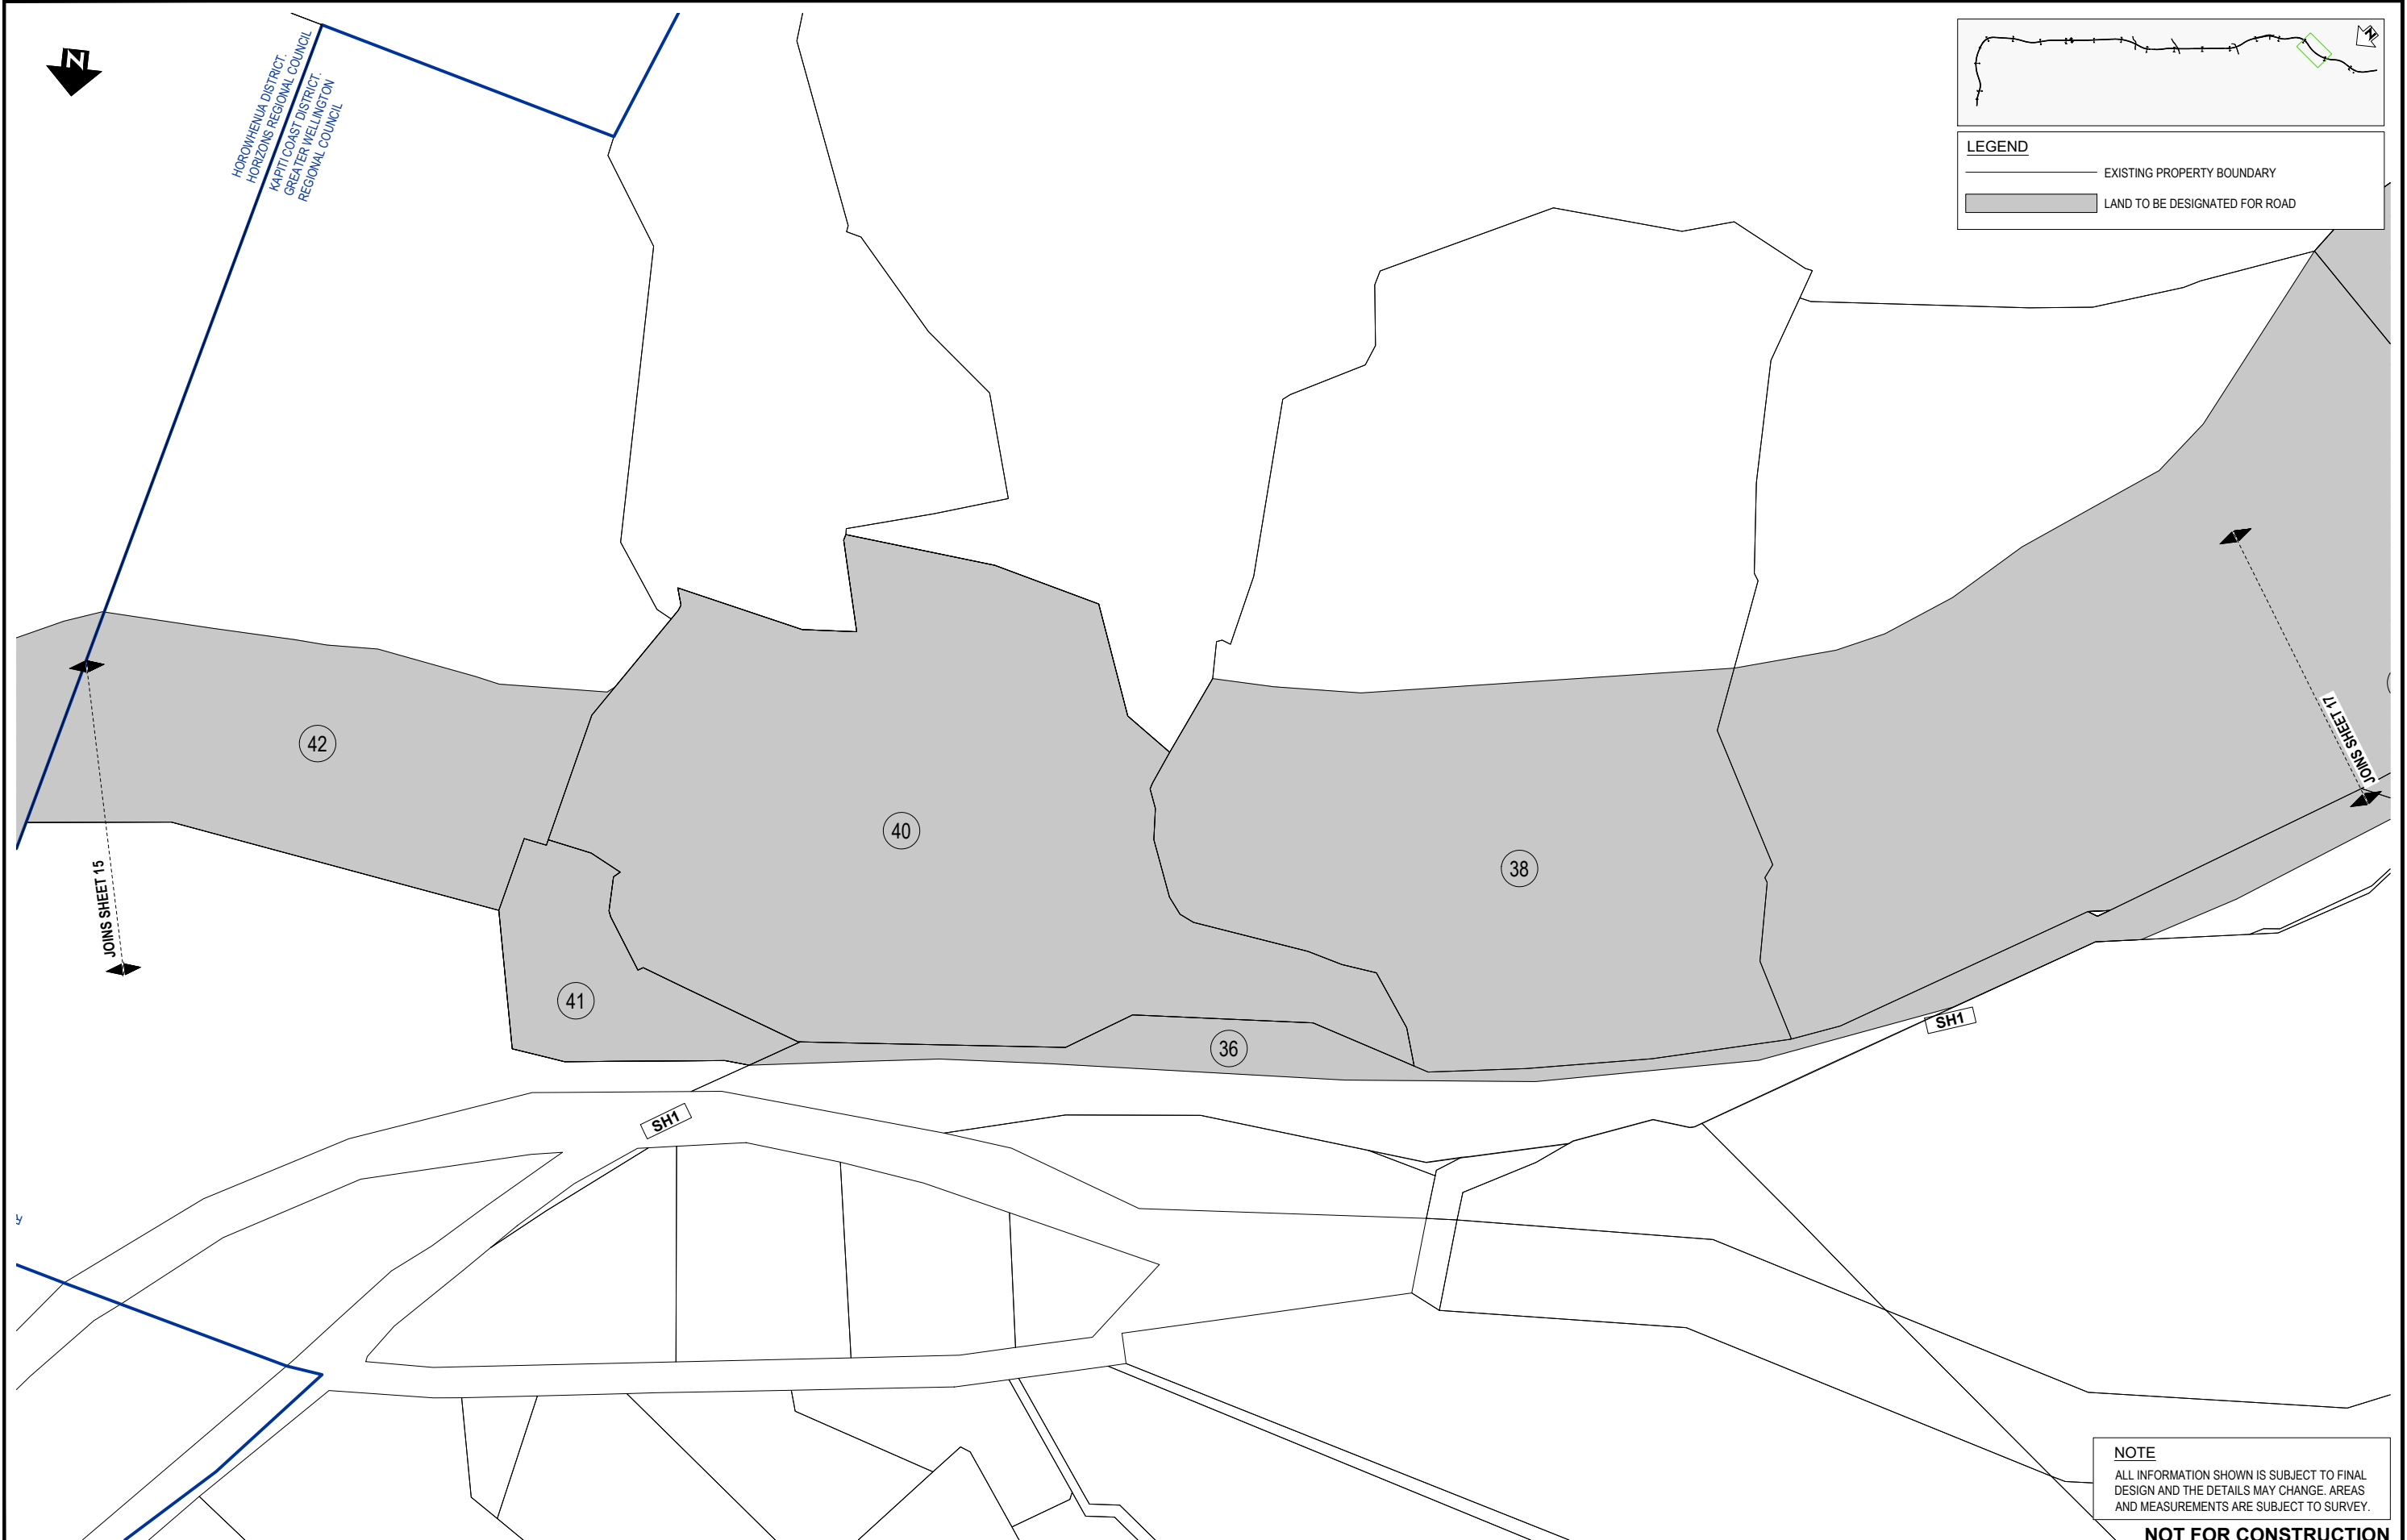 N
HOROWHENUA DISTRICT.
HORIZONS REGIONAL COUNCIL
KAPITI COAST DISTRICT.
GREATER WELLINGTON
REGIONAL COUNCIL
N
LEGEND
EXISTING PROPERTY BOUNDARY
LAND TO BE DESIGNATED FOR ROAD
42
40
38
41
36
JOINS SHEET 15
JOINS SHEET 17
SH1
SH1
NOTE
ALL INFORMATION SHOWN IS SUBJECT TO FINAL
DESIGN AND THE DETAILS MAY CHANGE. AREAS
AND MEASUREMENTS ARE SUBJECT TO SURVEY.
NOT FOR CONSTRUCTION